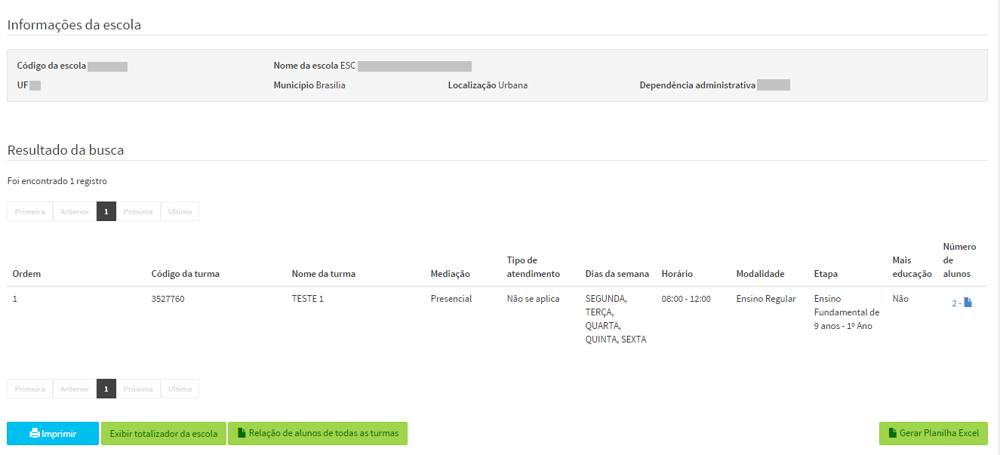 Informações da escola
Código da escola
Nome da escola ESC
UF
Município Brasília
Localização Urbana
Dependência administrativa
Resultado da busca
Foi encontrado 1 registro
Primeira Anterior 1 Próxima Última
Ordem
Código da turma
Nome da turma
Mediação
Tipo de
atendimento
Dias da semana
Horário
Modalidade
Etapa
Mais
educação
Número
de
alunos
1
3527760
TESTE 1
Presencial
Não se aplica
SEGUNDA,
TERÇA,
QUARTA,
QUINTA, SEXTA
08:00 - 12:00
Ensino Regular
Ensino
Fundamental de
9 anos - 1º Ano
Não
2 -
Primeira Anterior 1 Próxima Última
Imprimir
Exibir totalizador da escola
Relação de alunos de todas as turmas
Gerar Planilha Excel